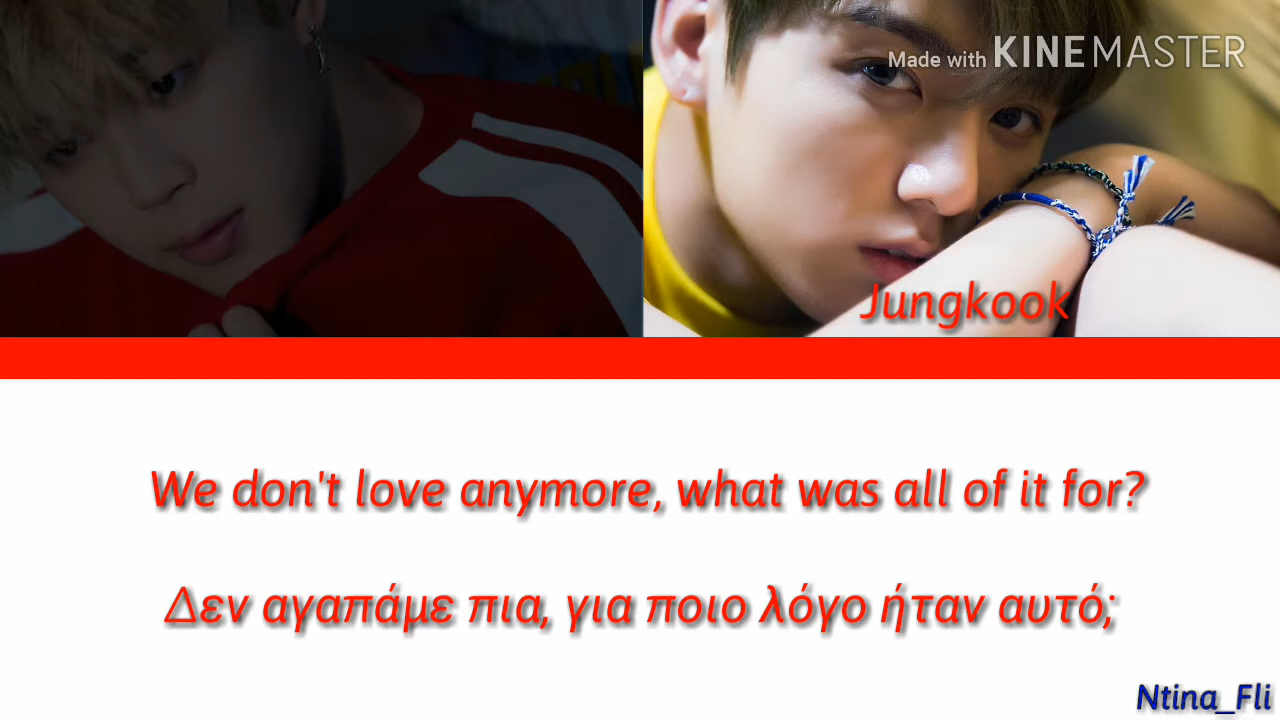 Made with KINEMASTER
Jungkook
We don't love anymore, what was all of it for?
Δεν αγαπάμε πια, για ποιο λόγο ήταν αυτό;
Ntina_Fli